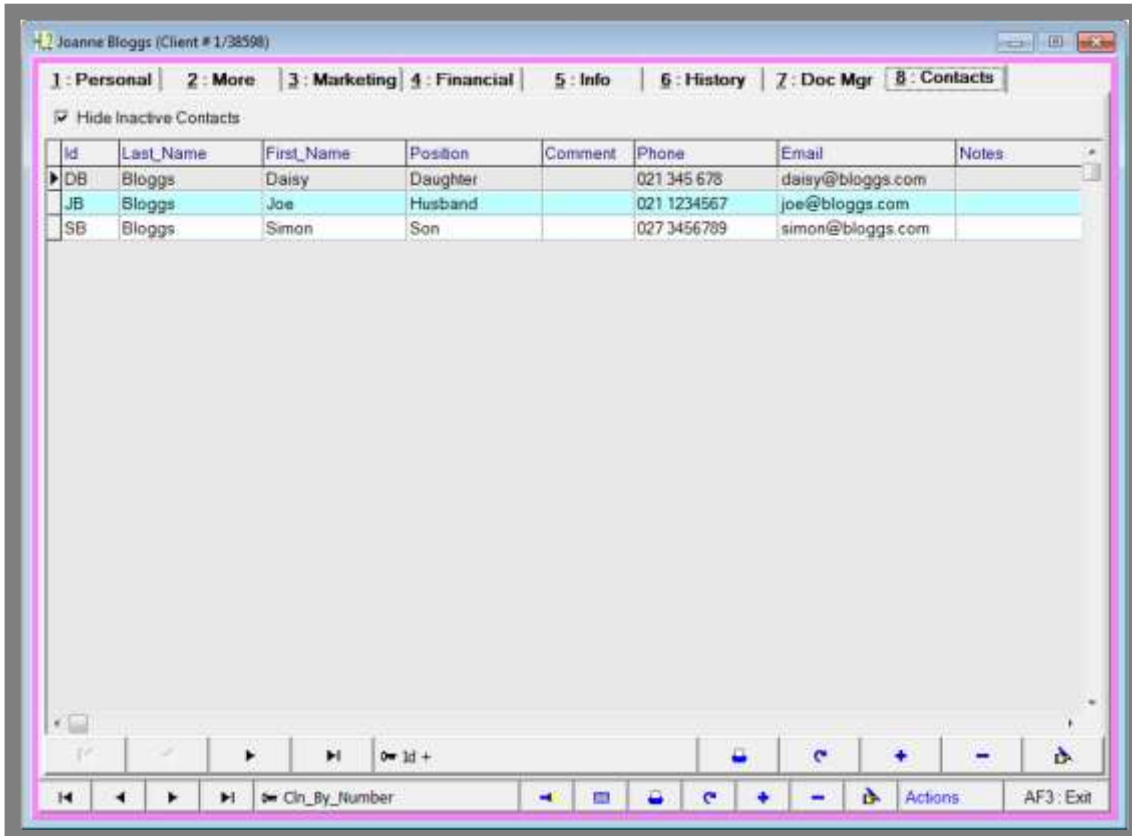 Joanne Bloggs (Client # 1/38598)
1 : Personal 2 : More 3 : Marketing 4 : Financial 5 : Info 6 : History 7 : Doc Mgr 8 : Contacts
Hide Inactive Contacts
Id Last_Name First_Name Position Comment Phone Email Notes
DB Bloggs Daisy Daughter 021 345 678 daisy@bloggs.com
JB Bloggs Joe Husband 021 1234567 joe@bloggs.com
SB Bloggs Simon Son 027 3456789 simon@bloggs.com
Id +
Cln_By_Number Actions AF3 : Exit